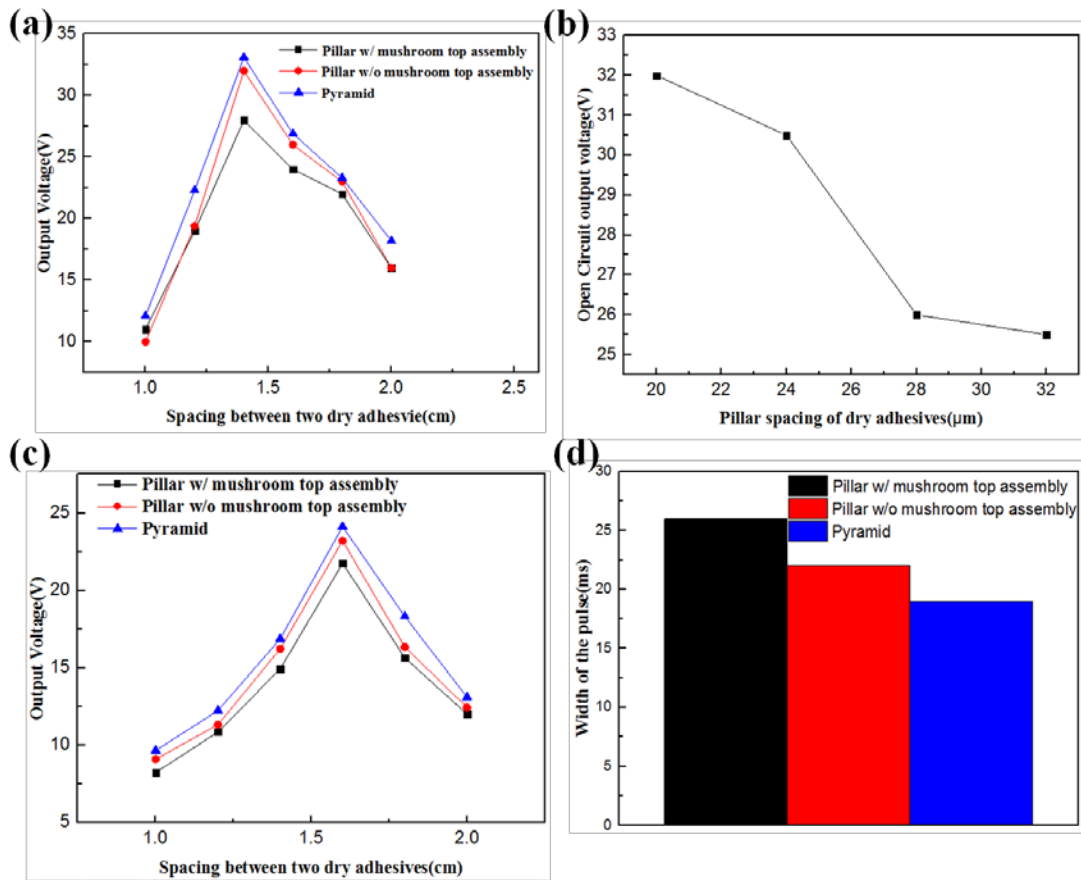 (a)
Output Voltage(V)
35
30
25
20
15
10
Pillar w/ mushroom top assembly
Pillar w/o mushroom top assembly
Pyramid
1.0 1.5 2.0 2.5
Spacing between two dry adhesvie(cm)
(b)
Open Circuit output voltage(V)
33
32
31
30
29
28
27
26
25
20 22 24 26 28 30 32
Pillar spacing of dry adhesives(μm)
(c)
Output Voltage(V)
25
20
15
10
5
Pillar w/ mushroom top assembly
Pillar w/o mushroom top assembly
Pyramid
1.0 1.5 2.0
Spacing between two dry adhesives(cm)
(d)
Width of the pulse(ms)
30
25
20
15
10
5
0
Pillar w/ mushroom top assembly
Pillar w/o mushroom top assembly
Pyramid